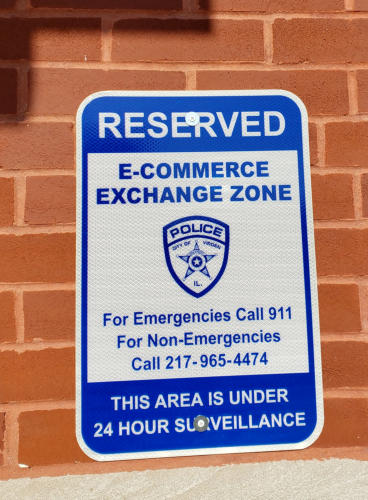 RESERVED
E-COMMERCE
EXCHANGE ZONE
POLICE
CITY OF VIRDEN
IL.
For Emergencies Call 911
For Non-Emergencies
Call 217-965-4474
THIS AREA IS UNDER
24 HOUR SURVEILLANCE